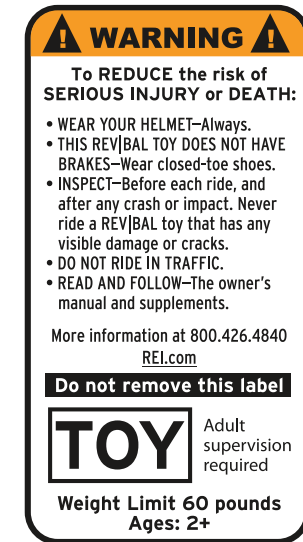 WARNING
To REDUCE the risk of
SERIOUS INJURY or DEATH:
• WEAR YOUR HELMET—Always.
• THIS REV|BAL TOY DOES NOT HAVE
BRAKES—Wear closed-toe shoes.
• INSPECT—Before each ride, and
after any crash or impact. Never
ride a REV|BAL toy that has any
visible damage or cracks.
• DO NOT RIDE IN TRAFFIC.
• READ AND FOLLOW—The owner's
manual and supplements.
More information at 800.426.4840
REI.com
Do not remove this label
TOY
Adult
supervision
required
Weight Limit 60 pounds
Ages: 2+